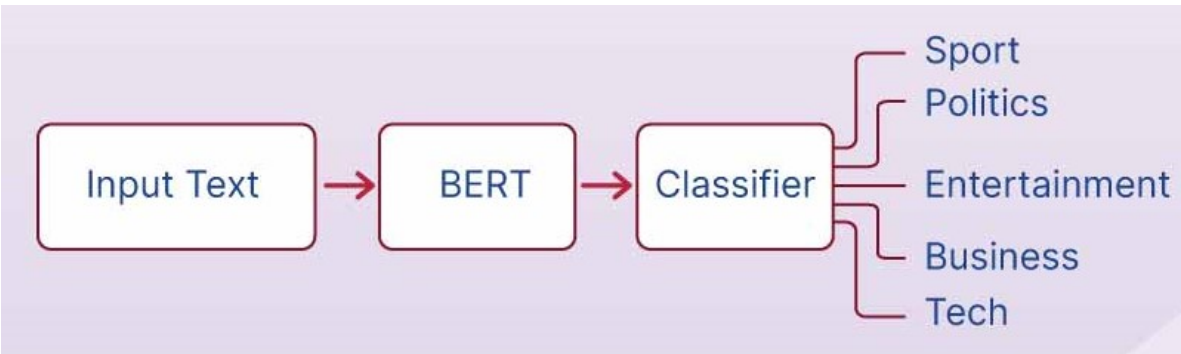 Input Text
BERT
Classifier
Sport
Politics
Entertainment
Business
Tech